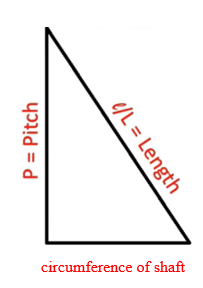 P = Pitch
ℓ/L = Length
circumference of shaft